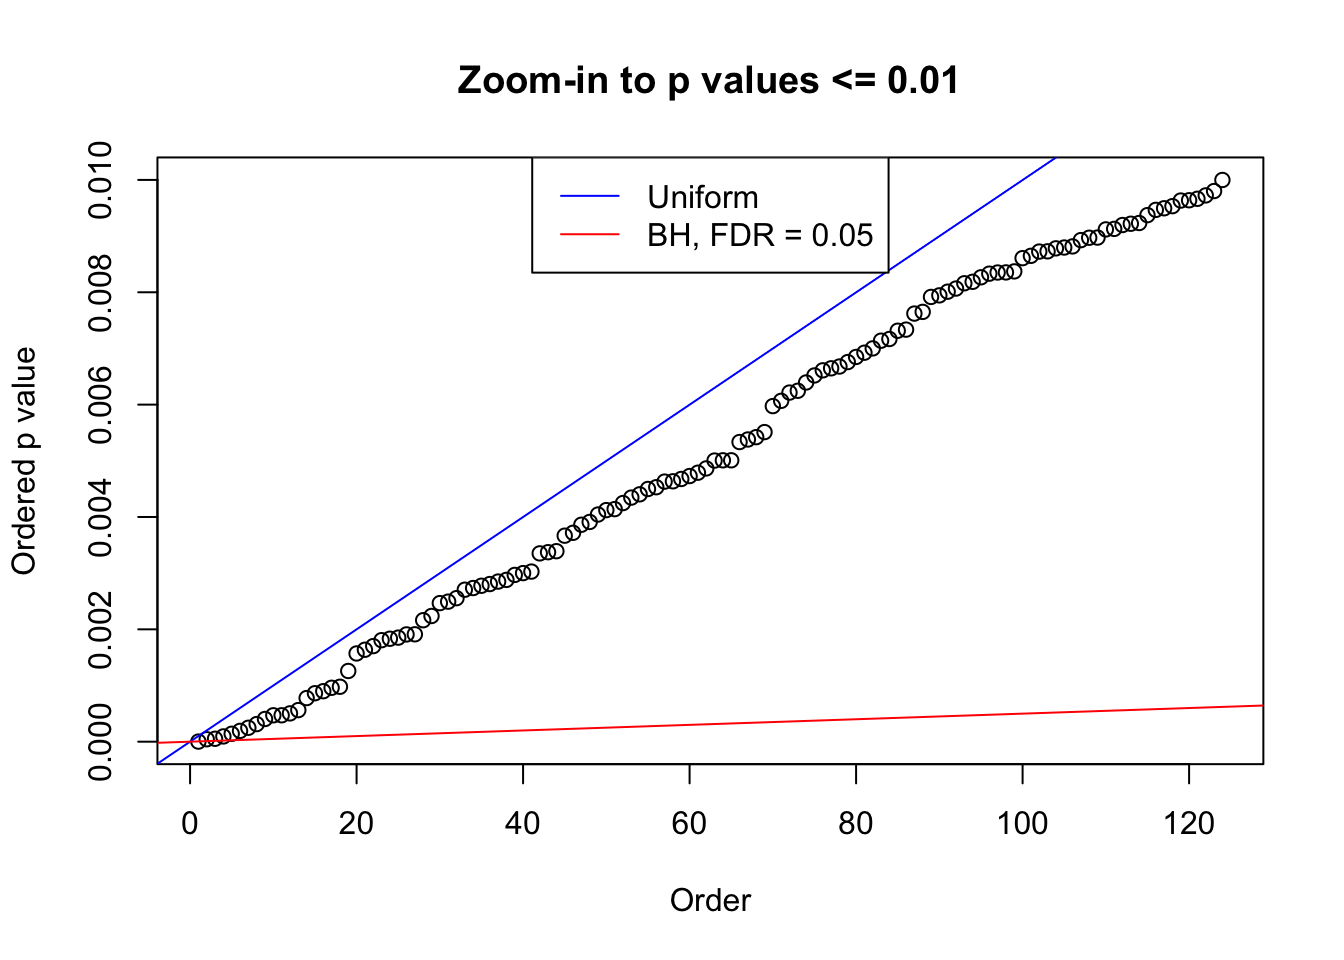 Zoom-in to p values <= 0.01
Uniform
BH, FDR = 0.05
Ordered p value
0.010
0.008
0.006
0.004
0.002
0.000
0 20 40 60 80 100 120
Order